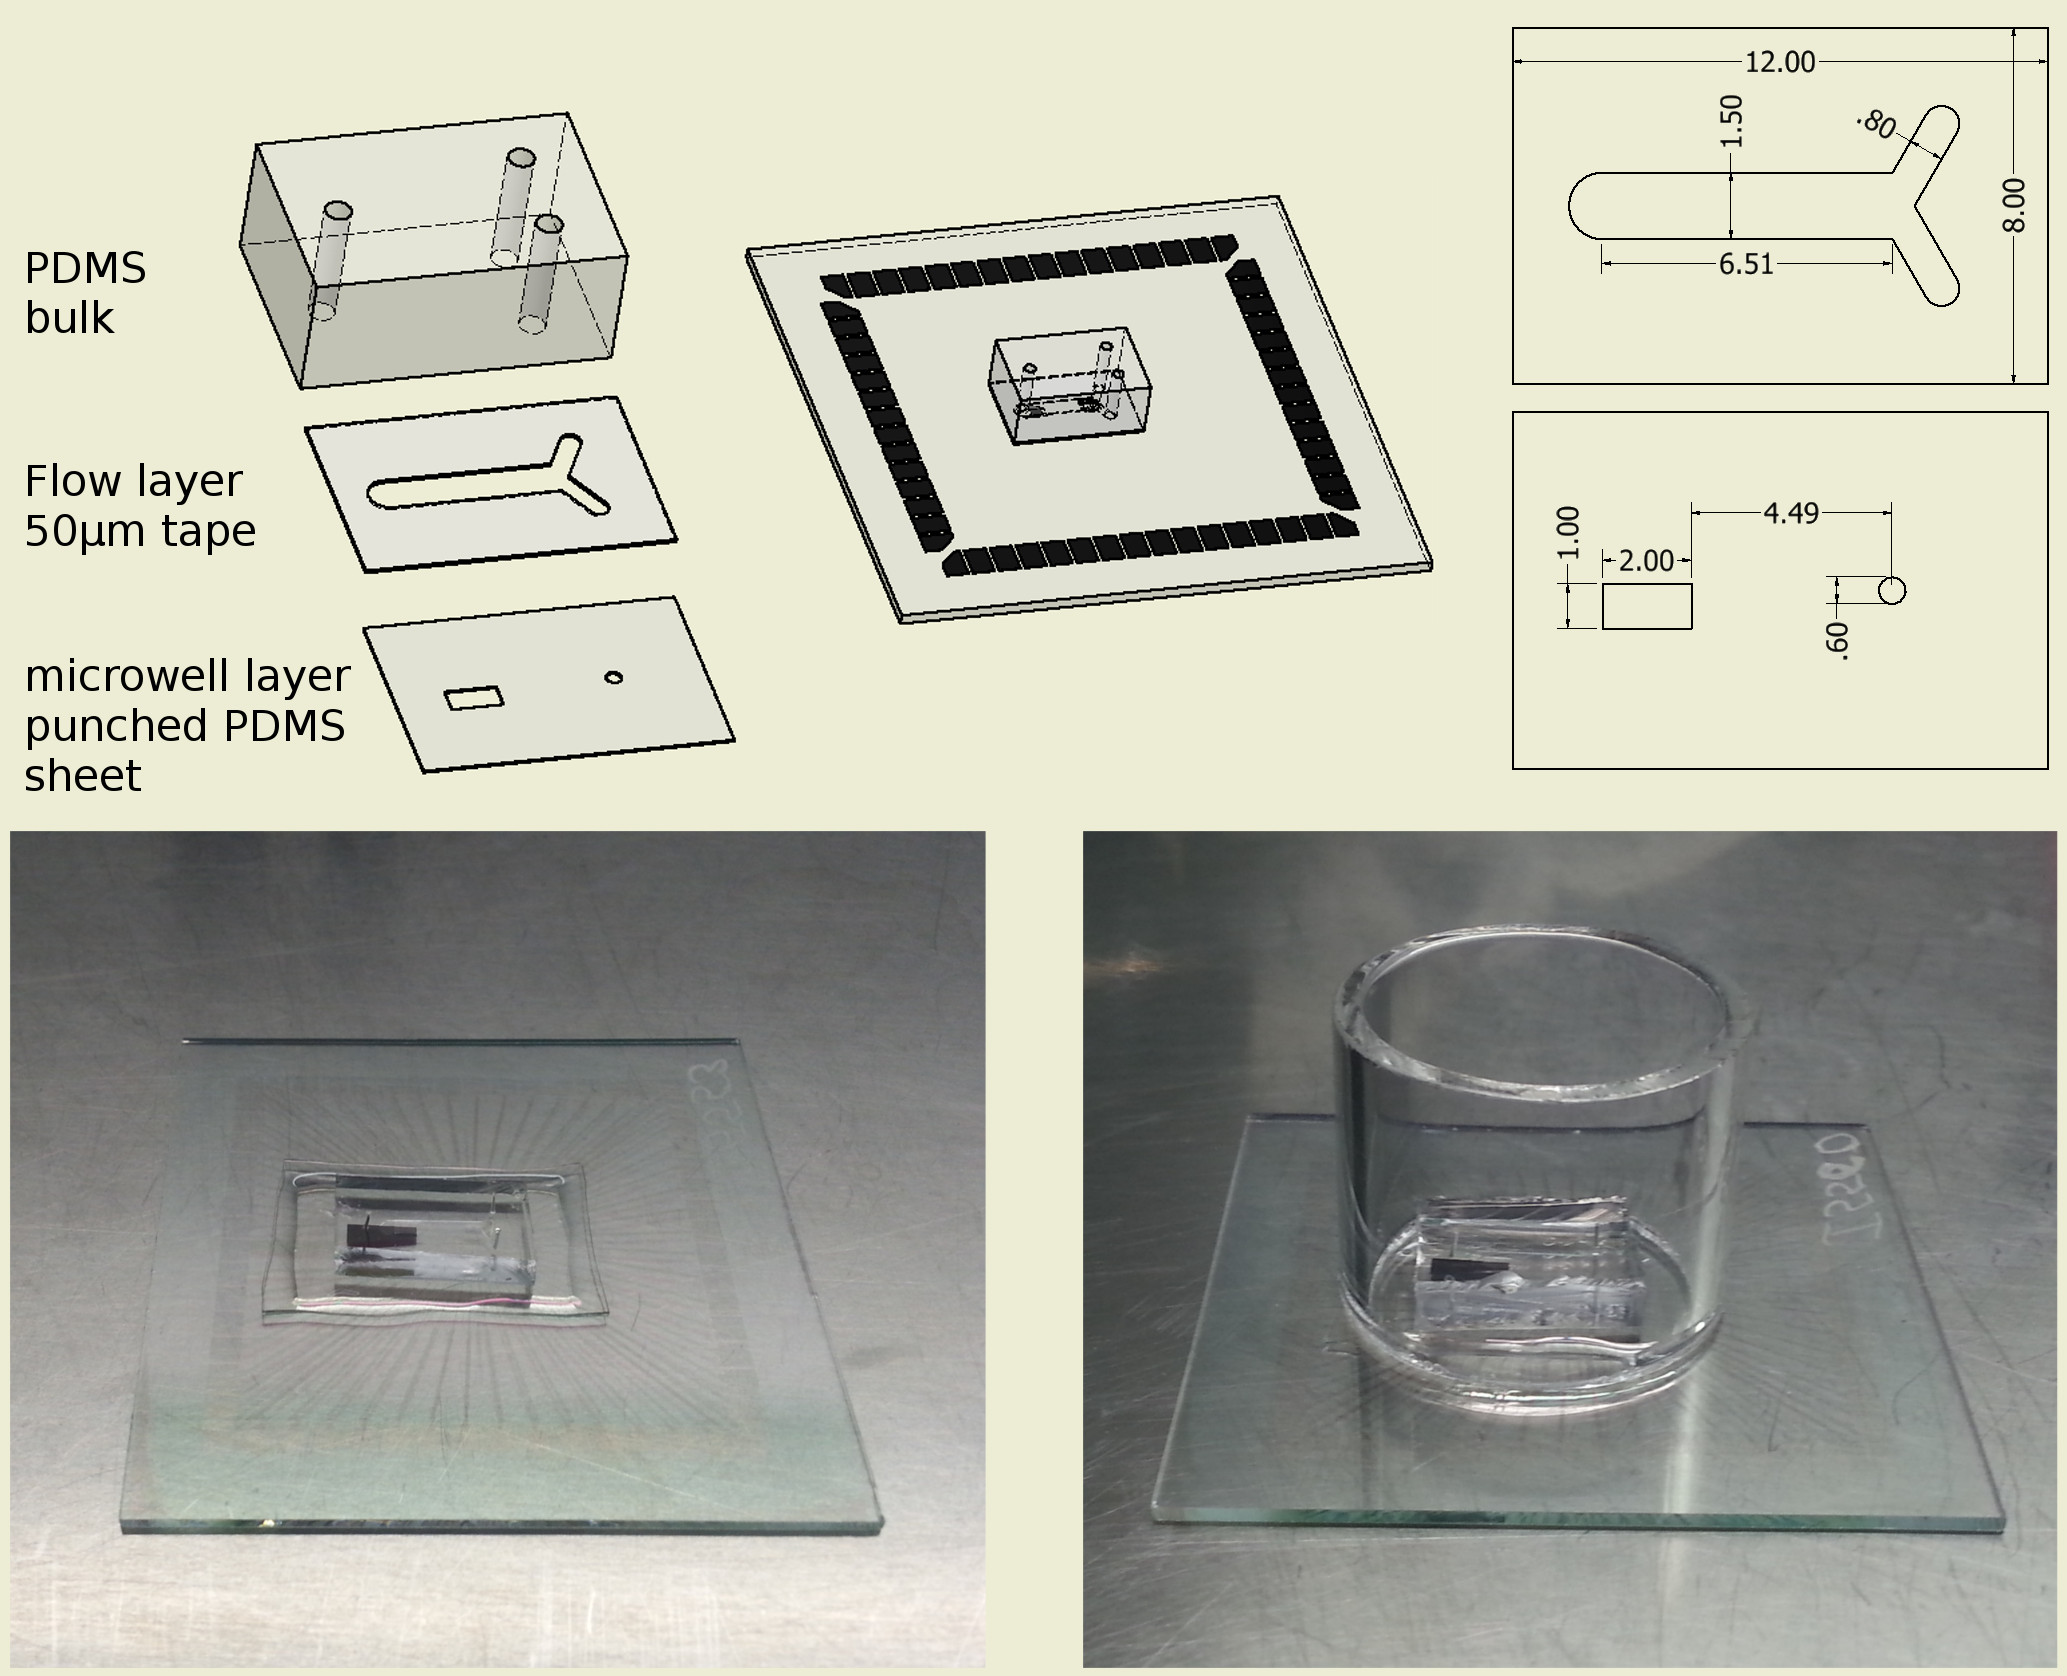 PDMS
bulk
Flow layer
50µm tape
microwell layer
punched PDMS
sheet
12.00
1.50
.80
8.00
6.51
4.49
1.00
2.00
.60